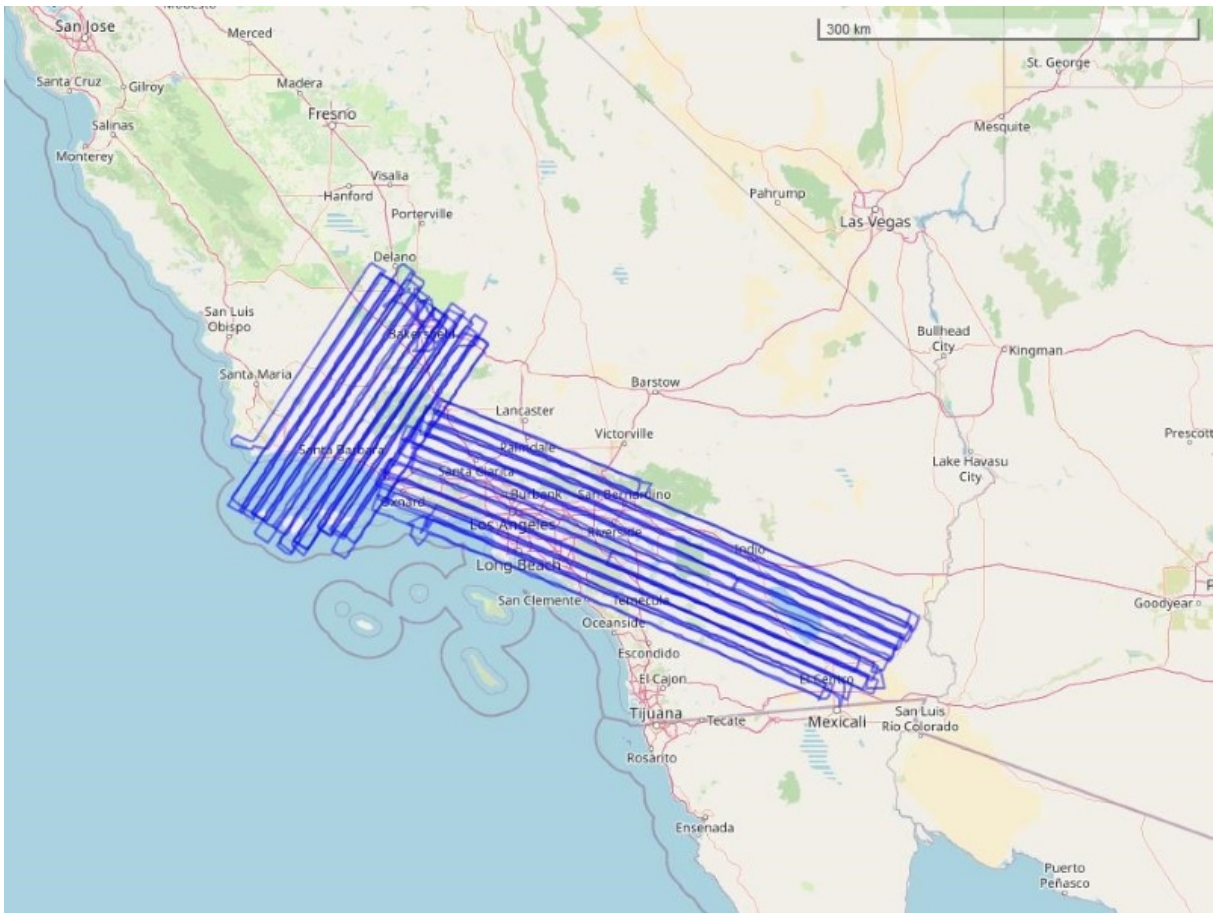 Modesto
San Jose
Merced
300 km
St. George
Santa Cruz
Gilroy
Madera
Fresno
Mesquite
Salinas
Monterey
Visalia
Hanford
Pahrump
Porterville
Las Vegas
Delano
San Luis
Obispo
Bakersfield
Bullhead
City
Kingman
Santa Maria
Barstow
Lancaster
Victorville
Prescott
Santa Barbara
Palmdale
Santa Clarita
Lake Havasu
City
Oxnard
Burbank
San Bernardino
Los Angeles
Riverside
Indio
Long Beach
San Clemente
Temecula
Goodyear
Oceanside
Escondido
El Cajon
El Centro
Tijuana
Tecate
Mexicali
San Luis
Rio Colorado
Rosarito
Ensenada
Puerto
Peñasco